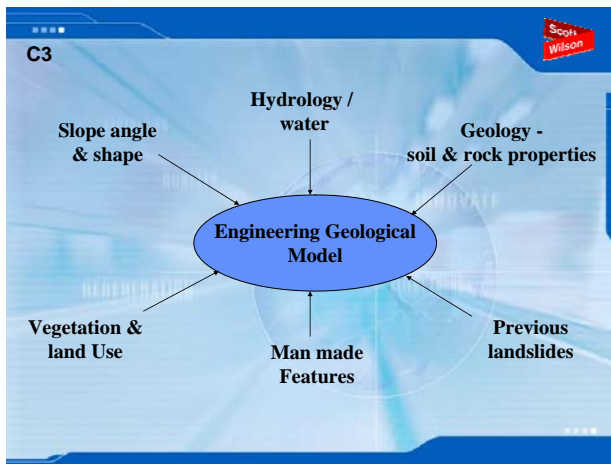 Scott
Wilson
C3
Hydrology /
water
Slope angle
& shape
Geology -
soil & rock properties
Engineering Geological
Model
Vegetation &
land Use
Man made
Features
Previous
landslides